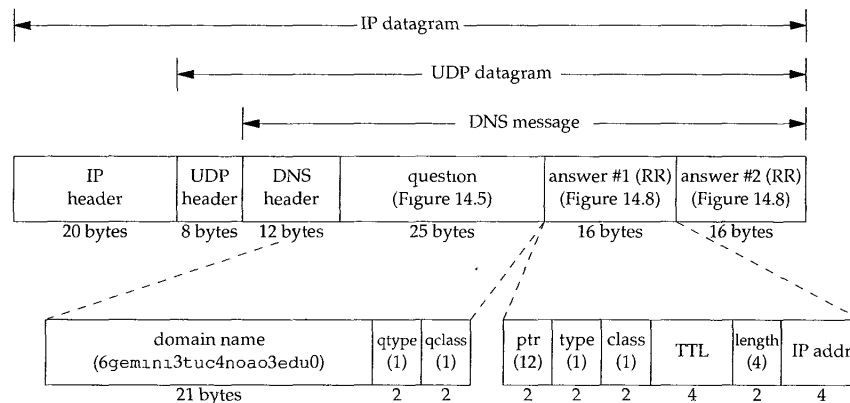 IP datagram
UDP datagram
DNS message
IP header
UDP header
DNS header
question (Figure 14.5)
answer #1 (RR) (Figure 14.8)
answer #2 (RR) (Figure 14.8)
20 bytes
8 bytes
12 bytes
25 bytes
16 bytes
16 bytes
domain name (6gemini3tuc4noao3edu0)
qtype (1)
qclass (1)
ptr (12)
type (1)
class (1)
TTL
length (4)
IP addr
21 bytes
2
2
2
2
2
4
2
4